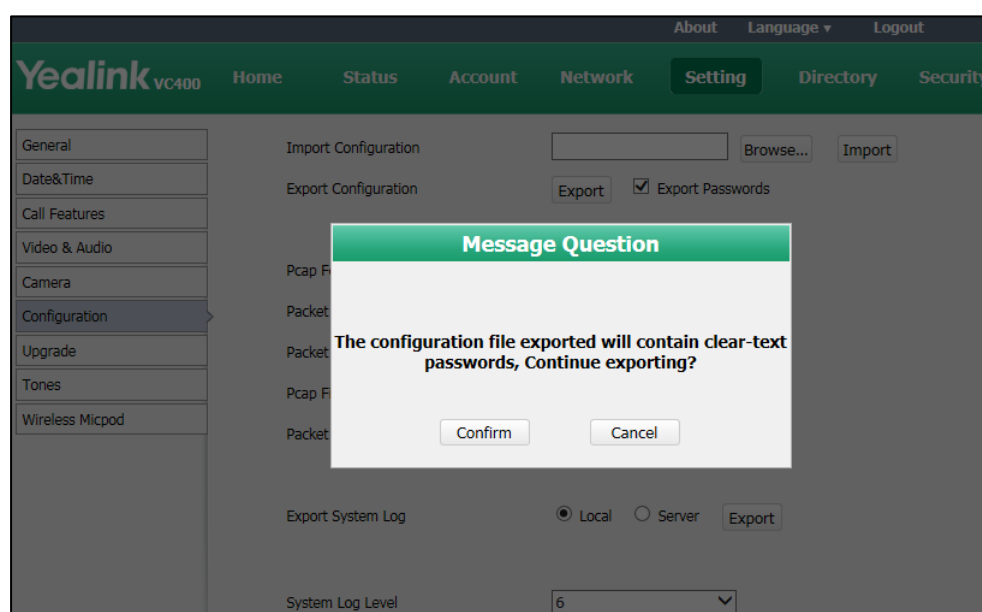 About Language ▾ Logout
Yealink VC400 Home Status Account Network Setting Directory Security
General
Import Configuration Browse... Import
Date&Time
Export Configuration Export Export Passwords
Call Features
Video & Audio
Message Question
Pcap
Camera
Configuration
Packet
The configuration file exported will contain clear-text
passwords, Continue exporting?
Upgrade
Packet
Tones
Pcap
Wireless Micpod
Packet
Confirm Cancel
Export System Log Local Server Export
System Log Level 6